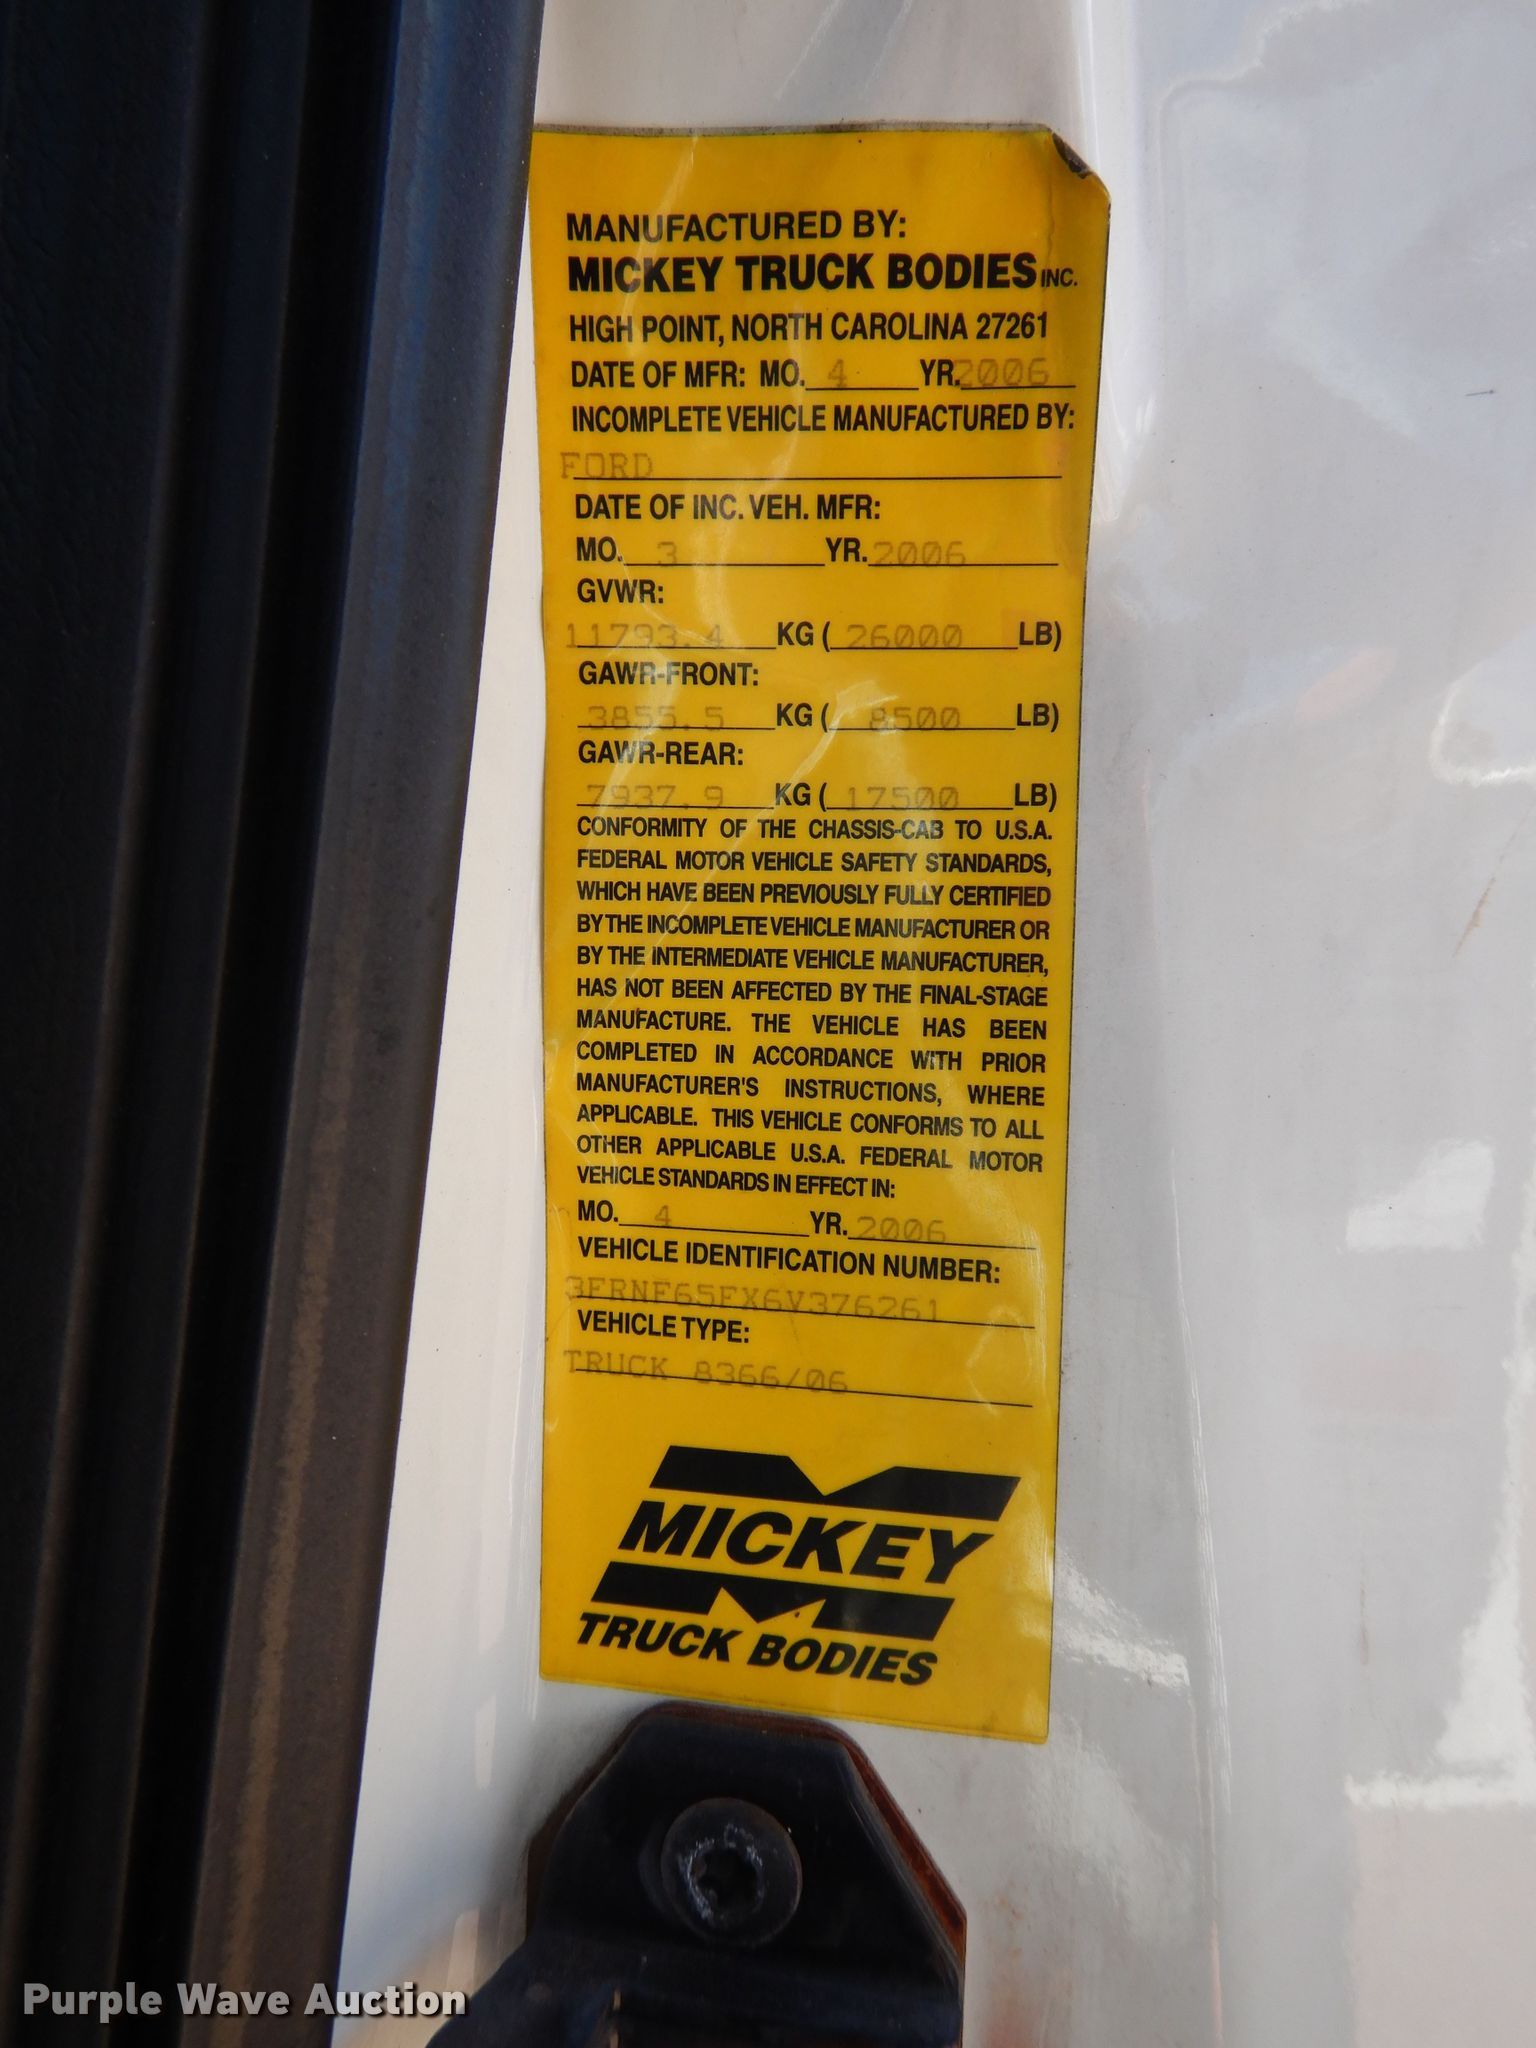 MANUFACTURED BY:
MICKEY TRUCK BODIES INC.
HIGH POINT, NORTH CAROLINA 27261
DATE OF MFR: MO. 4 YR. 2006
INCOMPLETE VEHICLE MANUFACTURED BY:
FORD
DATE OF INC. VEH. MFR:
MO. 3 YR. 2006
GVWR:
11793.4 KG ( 26000 LB)
GAWR-FRONT:
3855.5 KG ( 8500 LB)
GAWR-REAR:
7937.9 KG ( 17500 LB)
CONFORMITY OF THE CHASSIS-CAB TO U.S.A.
FEDERAL MOTOR VEHICLE SAFETY STANDARDS,
WHICH HAVE BEEN PREVIOUSLY FULLY CERTIFIED
BY THE INCOMPLETE VEHICLE MANUFACTURER OR
BY THE INTERMEDIATE VEHICLE MANUFACTURER,
HAS NOT BEEN AFFECTED BY THE FINAL-STAGE
MANUFACTURE. THE VEHICLE HAS BEEN
COMPLETED IN ACCORDANCE WITH PRIOR
MANUFACTURER'S INSTRUCTIONS, WHERE
APPLICABLE. THIS VEHICLE CONFORMS TO ALL
OTHER APPLICABLE U.S.A. FEDERAL MOTOR
VEHICLE STANDARDS IN EFFECT IN:
MO. 4 YR. 2006
VEHICLE IDENTIFICATION NUMBER:
3FRNF65FX6V376261
VEHICLE TYPE:
TRUCK 8366/06
MICKEY
TRUCK BODIES
Purple Wave Auction